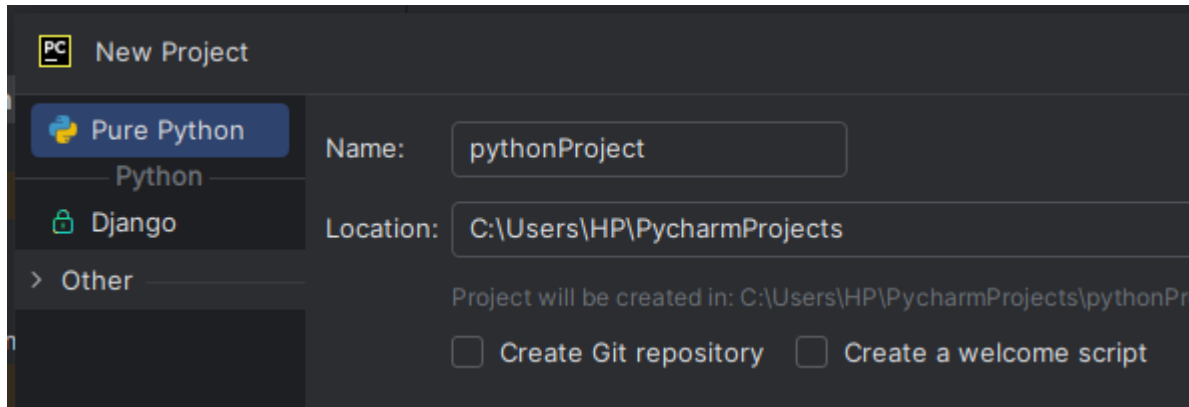 PC New Project
Pure Python
Python
Django
Other
Name: pythonProject
Location: C:\Users\HP\PycharmProjects
Project will be created in: C:\Users\HP\PycharmProjects\pythonPr
Create Git repository Create a welcome script